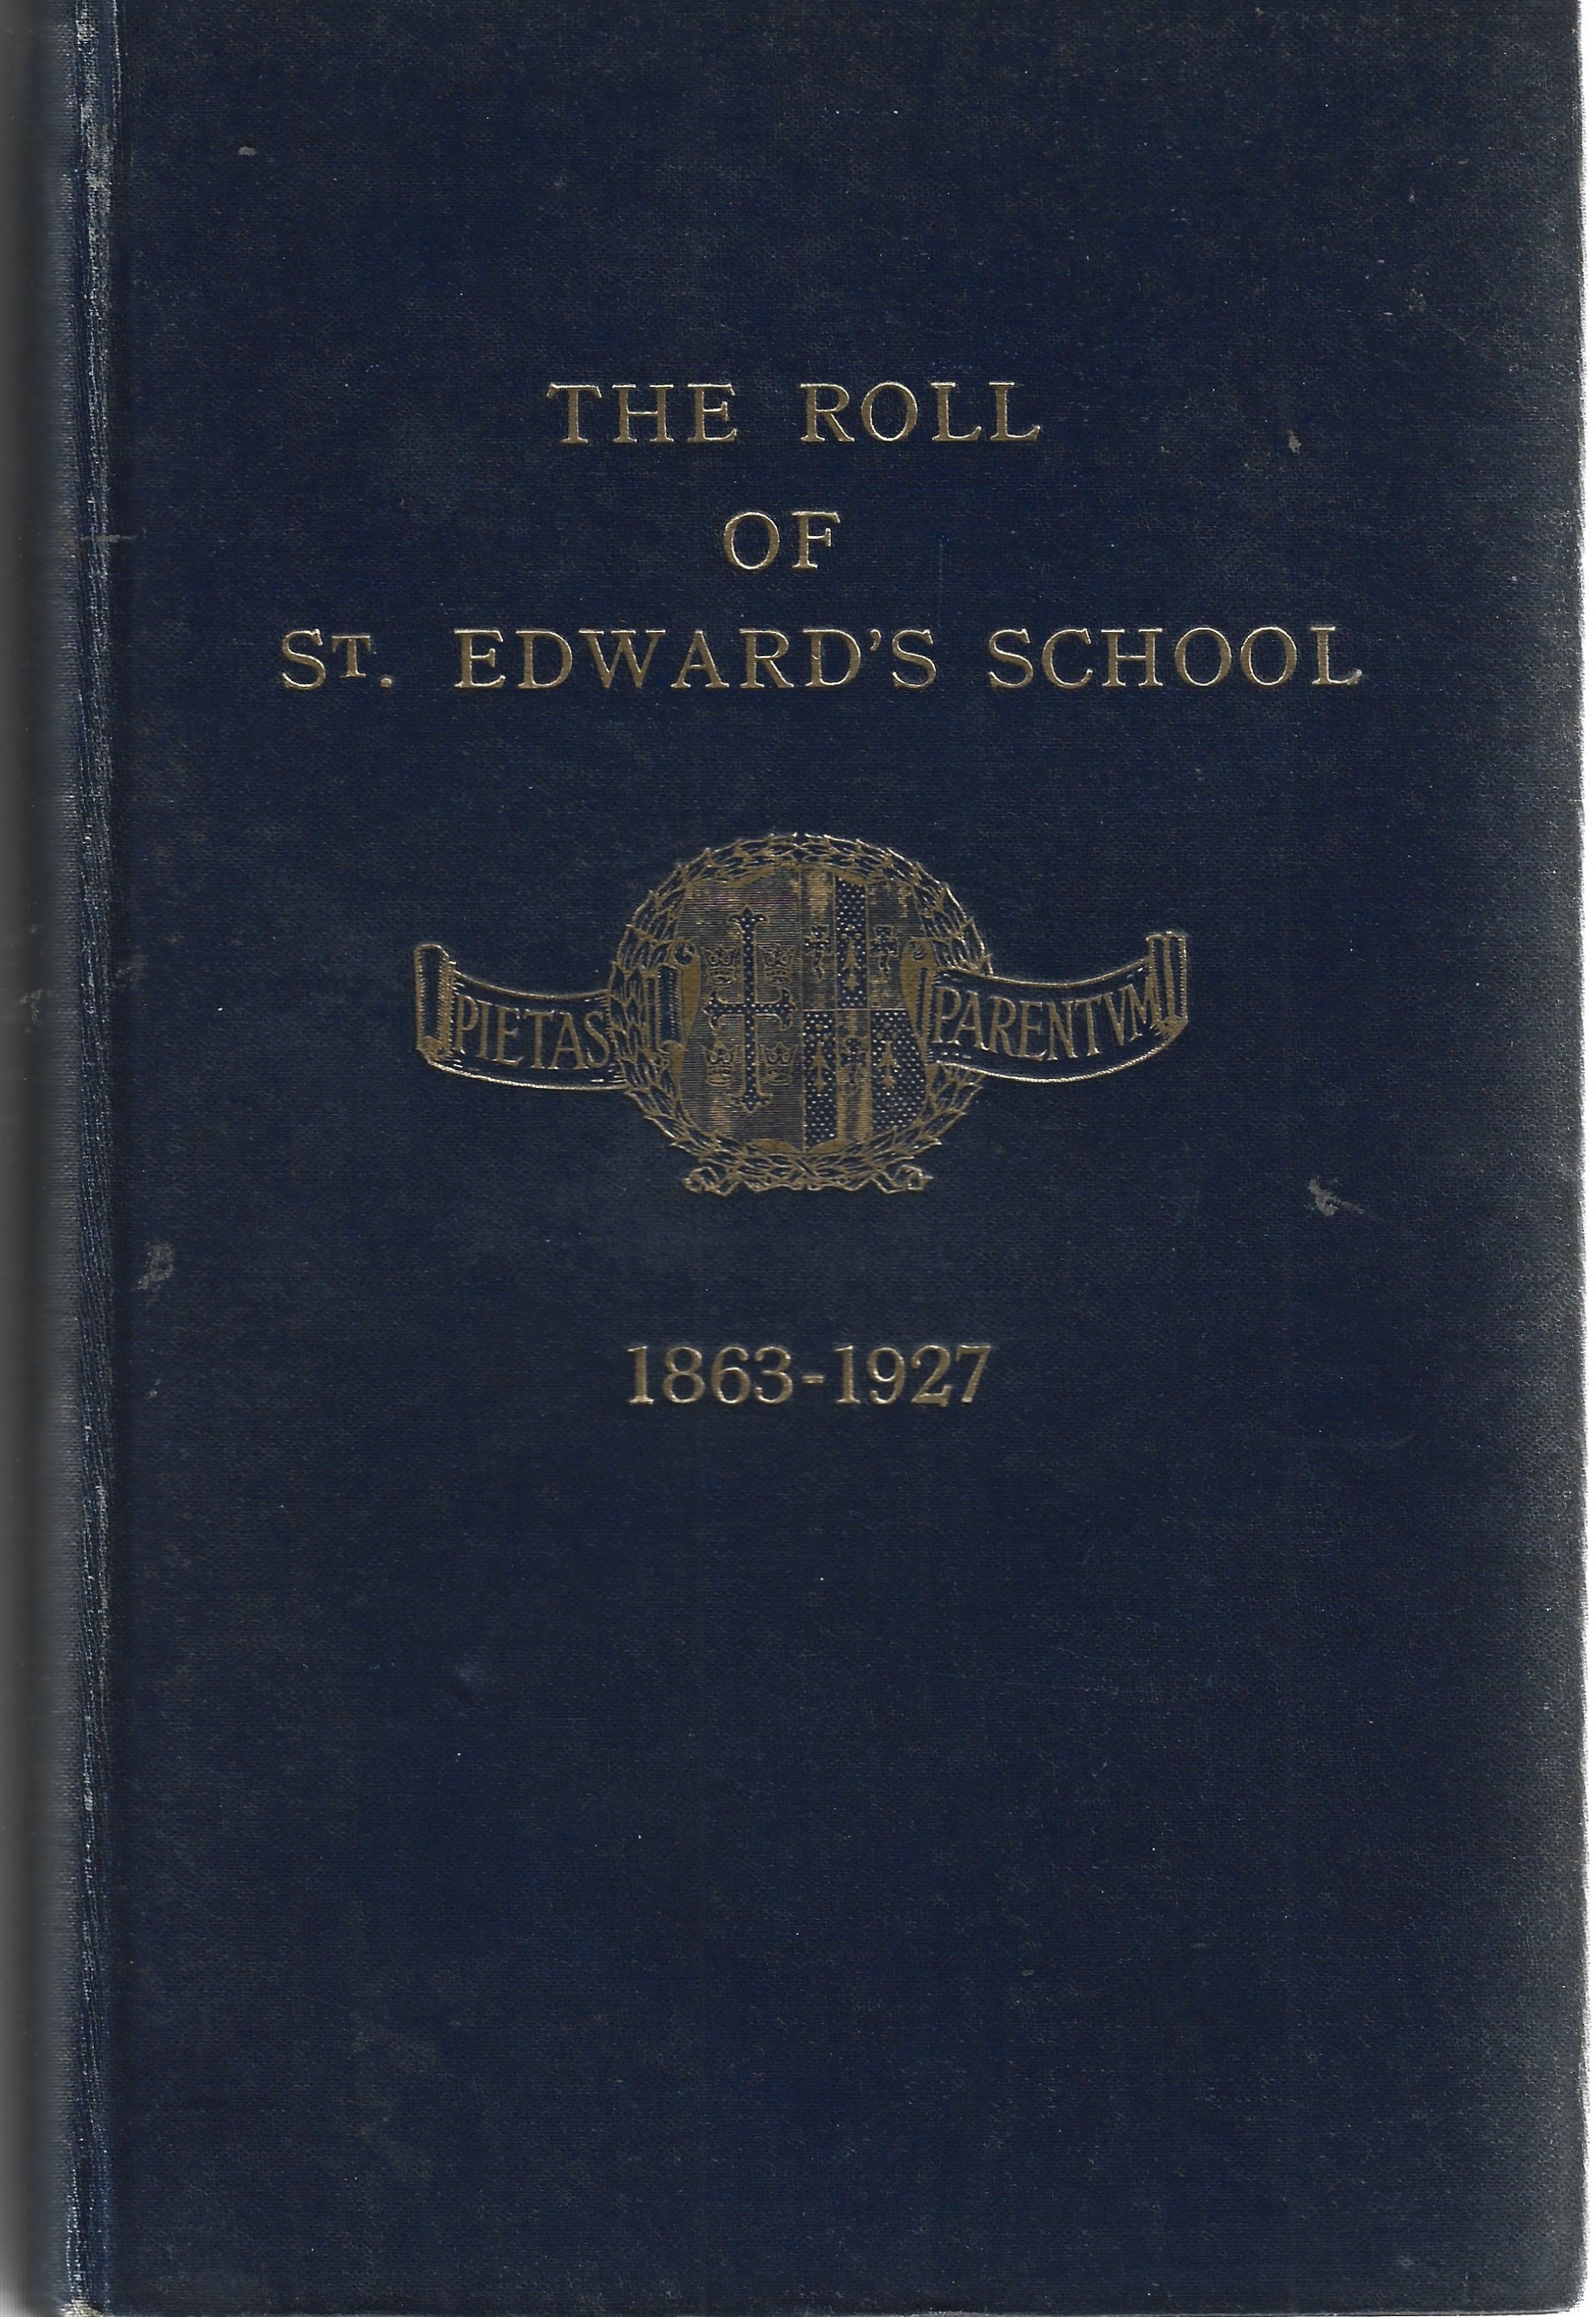 THE ROLL
OF
ST. EDWARD'S SCHOOL
PIETAS PARENTVM
1863-1927